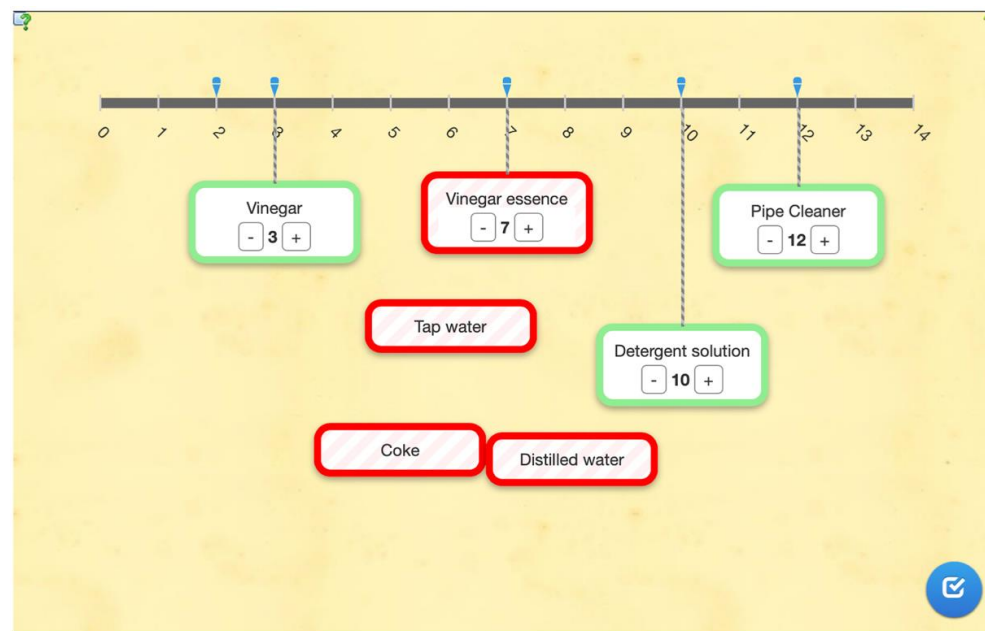 0 1 2 3 4 5 6 7 8 9 10 11 12 13 14
Vinegar
- 3 +
Vinegar essence
- 7 +
Pipe Cleaner
- 12 +
Tap water
Detergent solution
- 10 +
Coke
Distilled water